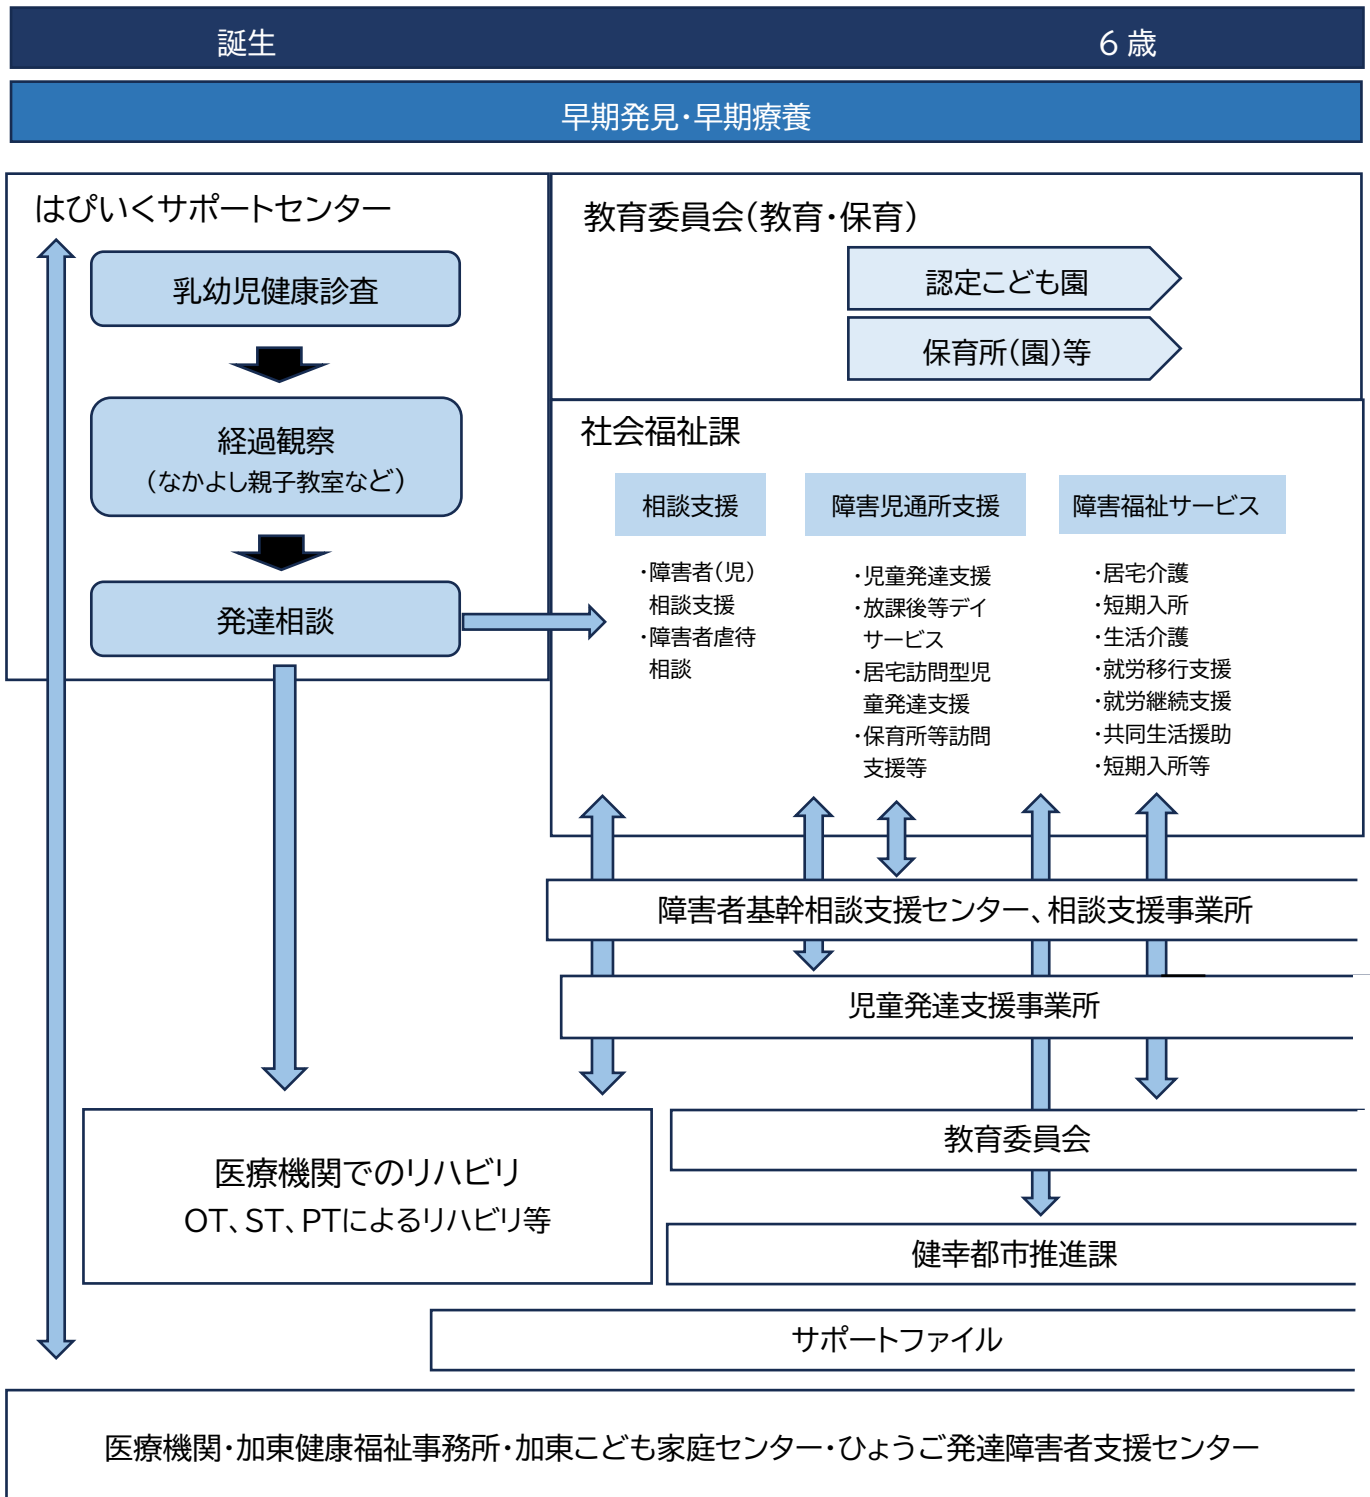 誕生
6歳
早期発見・早期療養
はぴいくサポートセンター
乳幼児健康診査
経過観察
(なかよし親子教室など)
発達相談
教育委員会(教育・保育)
認定こども園
保育所(園)等
社会福祉課
相談支援
・障害者(児)
相談支援
・障害者虐待
相談
障害児通所支援
・児童発達支援
・放課後等デイ
サービス
・居宅訪問型児
童発達支援
・保育所等訪問
支援等
障害福祉サービス
・居宅介護
・短期入所
・生活介護
・就労移行支援
・就労継続支援
・共同生活援助
・短期入所等
障害者基幹相談支援センター、相談支援事業所
児童発達支援事業所
医療機関でのリハビリ
OT、ST、PTによるリハビリ等
教育委員会
健幸都市推進課
サポートファイル
医療機関・加東健康福祉事務所・加東こども家庭センター・ひょうご発達障害者支援センター